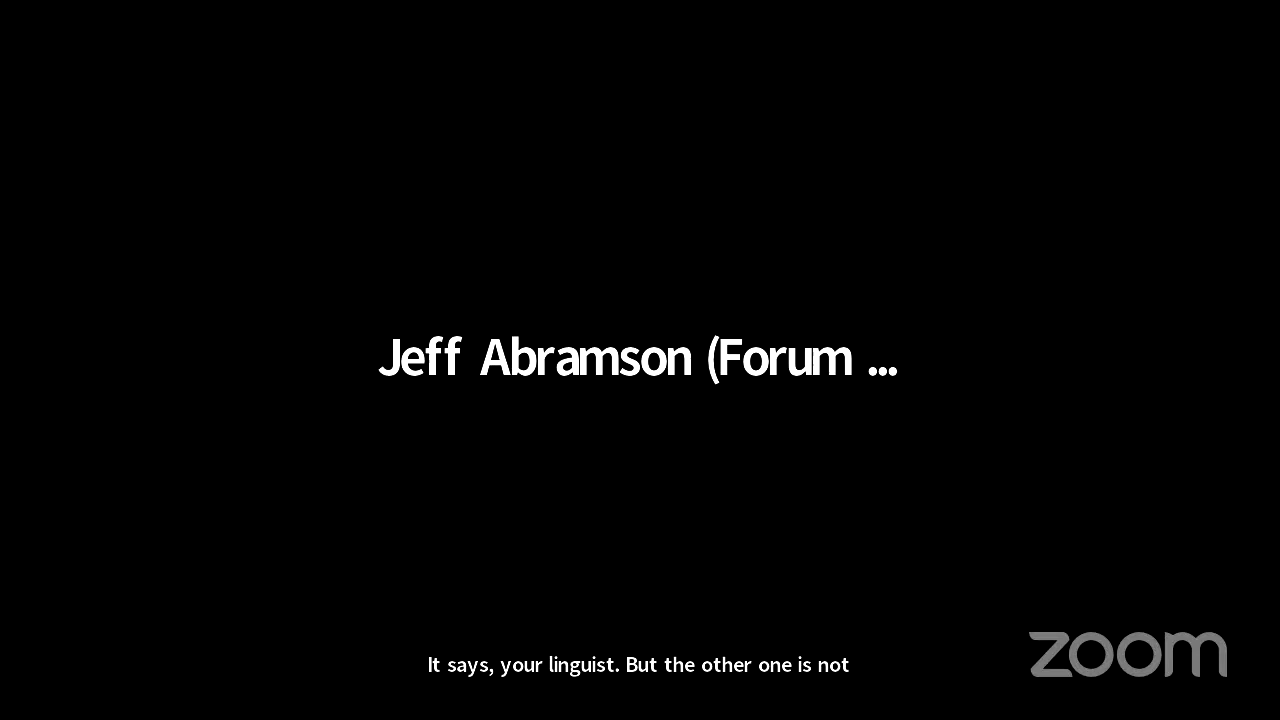 Jeff Abramson (Forum ...
It says, your linguist. But the other one is not
zoom